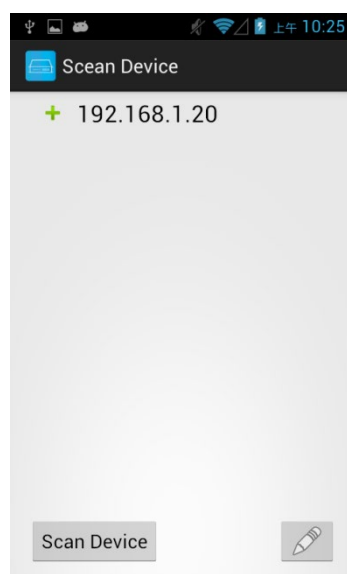 上午 10:25
Scean Device
+ 192.168.1.20
Scan Device